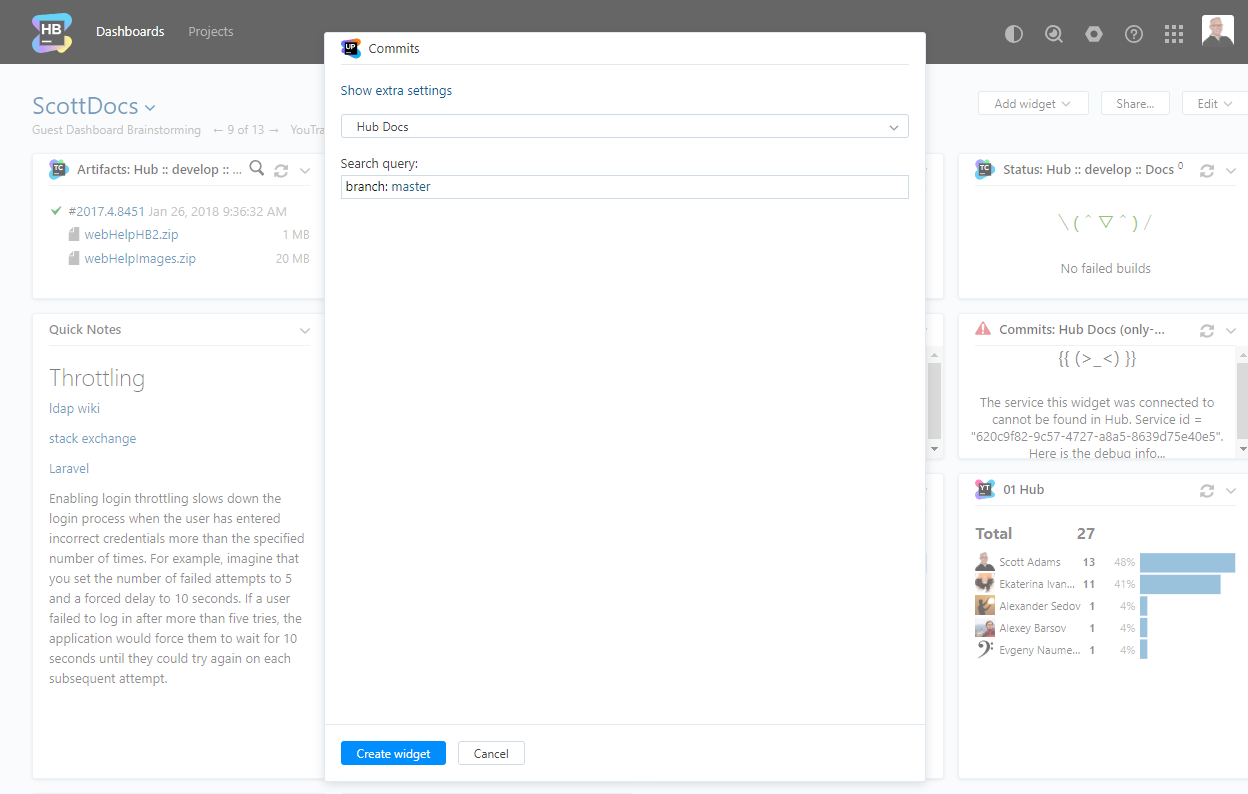 HB
Dashboards
Projects
ScottDocs
Guest Dashboard Brainstorming ← 9 of 13 → YouTra
Add widget
Share...
Edit
TC
Artifacts: Hub :: develop :: ...
#2017.4.8451 Jan 26, 2018 9:36:32 AM
webHelpHB2.zip 1 MB
webHelpImages.zip 20 MB
Quick Notes
Throttling
ldap wiki
stack exchange
Laravel
Enabling login throttling slows down the
login process when the user has entered
incorrect credentials more than the specified
number of times. For example, imagine that
you set the number of failed attempts to 5
and a forced delay to 10 seconds. If a user
failed to log in after more than five tries, the
application would force them to wait for 10
seconds until they could try again on each
subsequent attempt.
UP
Commits
Show extra settings
Hub Docs
Search query:
branch: master
Create widget
Cancel
TC
Status: Hub :: develop :: Docs 0
\ ( ˆ ▽ ˆ ) /
No failed builds
Commits: Hub Docs (only-...
{{ (>_<) }}
The service this widget was connected to
cannot be found in Hub. Service id =
"620c9f82-9c57-4727-a8a5-8639d75e40e5".
Here is the debug info...
YT
01 Hub
Total 27
Scott Adams 13 48%
Ekaterina Ivan... 11 41%
Alexander Sedov 1 4%
Alexey Barsov 1 4%
Evgeny Naume... 1 4%